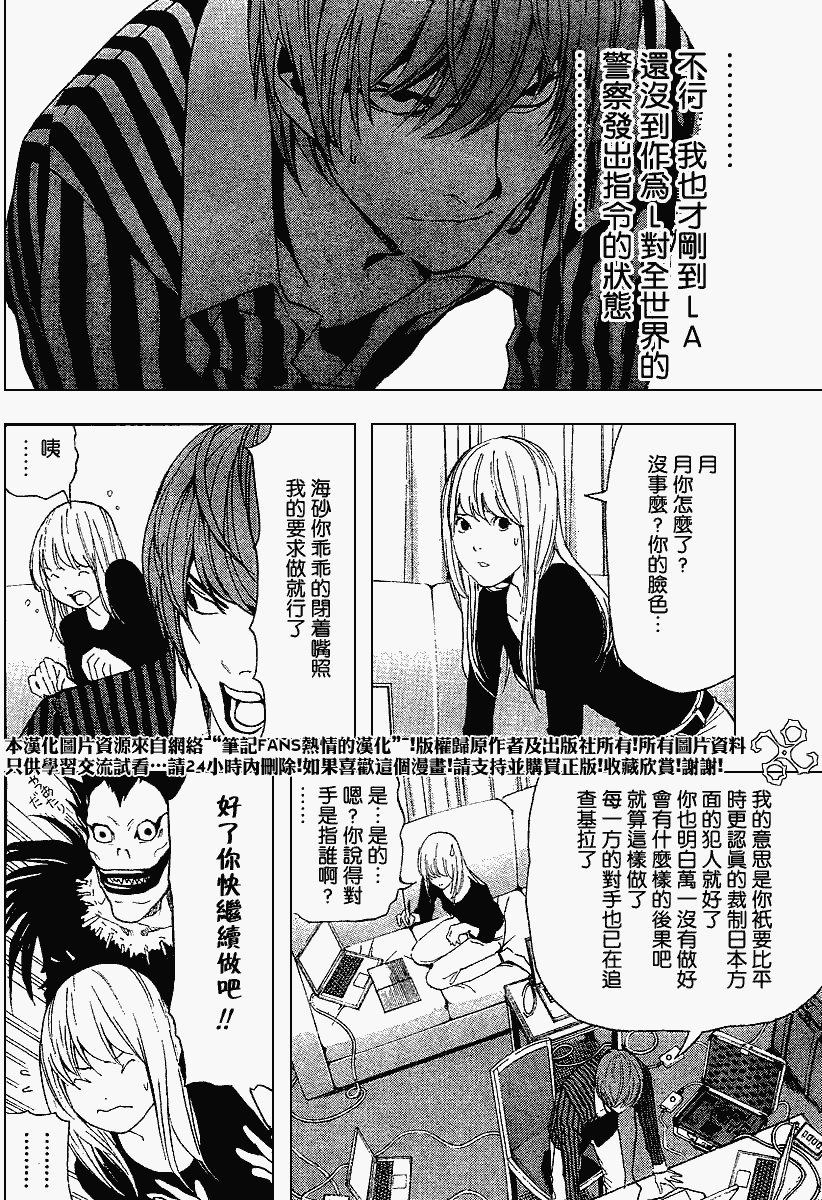 ………
不行 我也才剛到LA
還沒到作為L對全世界的
警察發出指令的狀態
………………
月
月你怎麼了?
沒事麼?你的臉色…
海砂你乖乖的閉着嘴照
我的要求做就行了
咦
……
本漢化圖片資源來自網絡“筆記FANS熱情的漢化”!版權歸原作者及出版社所有!所有圖片資料
只供學習交流試看…請24小時內刪除!如果喜歡這個漫畫!請支持並購買正版!收藏欣賞!謝謝!
我的意思是你衹要比平
時更認真的裁制日本方
面的犯人就好了
你也明白萬一沒有做好
會有什麼樣的後果吧
就算這樣做了
每一方的對手也已在追
查基拉了
是…是的…
嗯?你說得對
手是指誰啊?
……
やつあたり
だな
好了你快繼續做吧!!
………